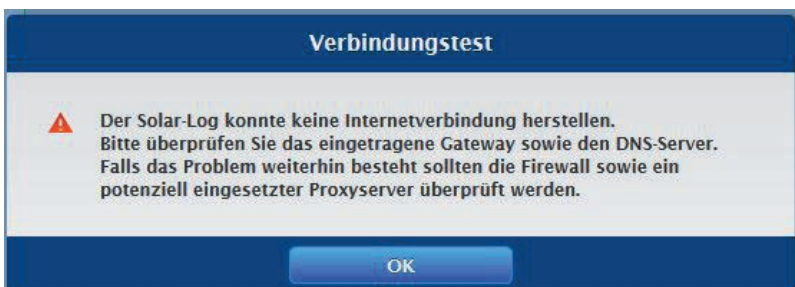 Verbindungstest
Der Solar-Log konnte keine Internetverbindung herstellen.
Bitte überprüfen Sie das eingetragene Gateway sowie den DNS-Server.
Falls das Problem weiterhin besteht sollten die Firewall sowie ein
potenziell eingesetzter Proxyserver überprüft werden.
OK